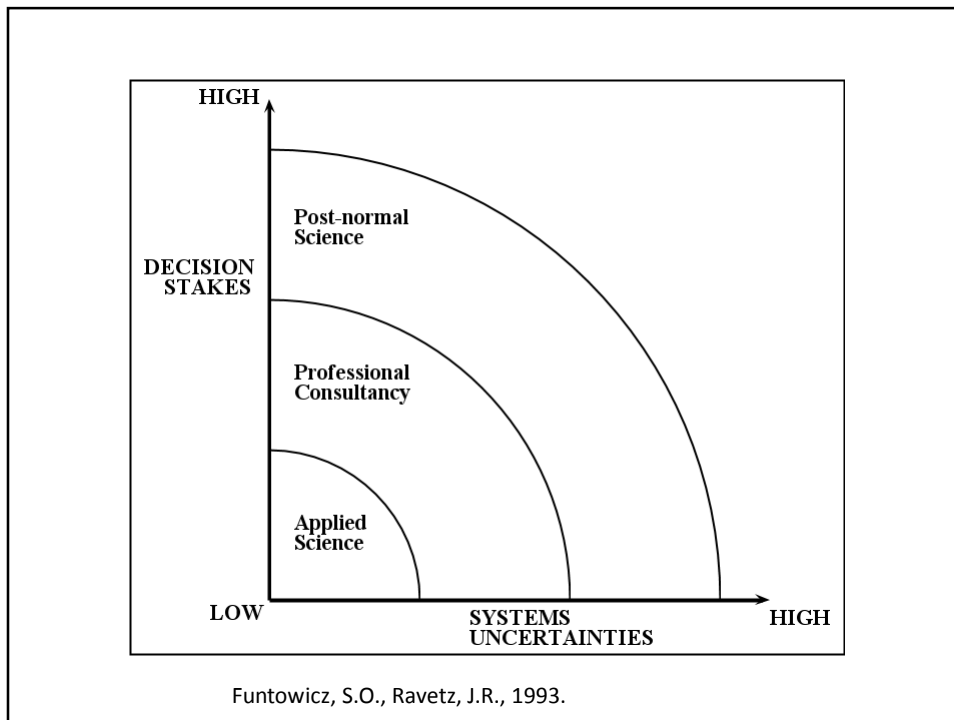 HIGH
Post-normal
Science
DECISION
STAKES
Professional
Consultancy
Applied
Science
LOW
SYSTEMS
UNCERTAINTIES
HIGH
Funtowicz, S.O., Ravetz, J.R., 1993.